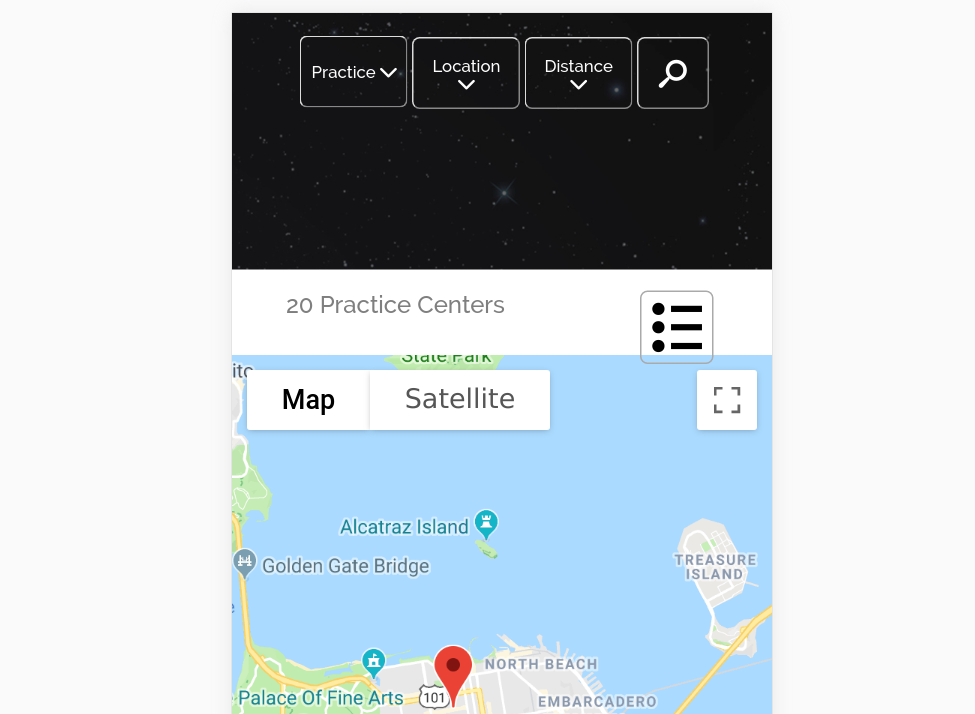 Practice
Location
Distance
20 Practice Centers
State Park
ito
Map
Satellite
Alcatraz Island
Golden Gate Bridge
TREASURE
ISLAND
NORTH BEACH
Palace Of Fine Arts
101
EMBARCADERO